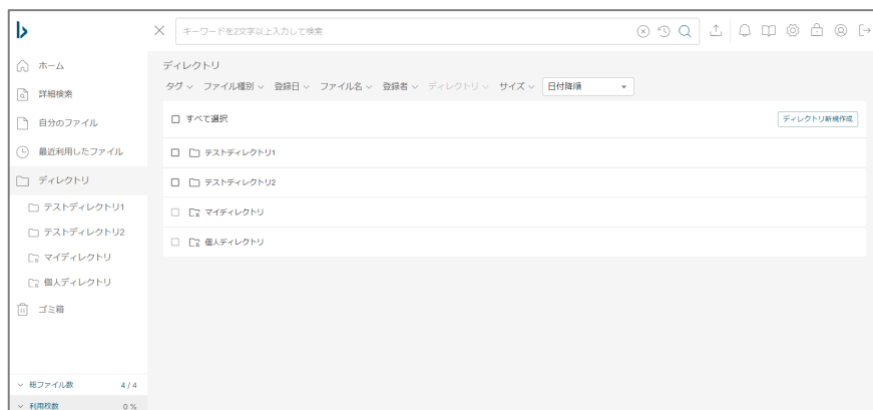 b
キーワードを2文字以上入力して検索
ホーム
詳細検索
自分のファイル
最近利用したファイル
ディレクトリ
テストディレクトリ1
テストディレクトリ2
マイディレクトリ
個人ディレクトリ
ゴミ箱
総ファイル数 4 / 4
利用枚数 0 %
ディレクトリ
タグ ファイル種別 登録日 ファイル名 登録者 ディレクトリ サイズ 日付降順
すべて選択 ディレクトリ新規作成
テストディレクトリ1
テストディレクトリ2
マイディレクトリ
個人ディレクトリ